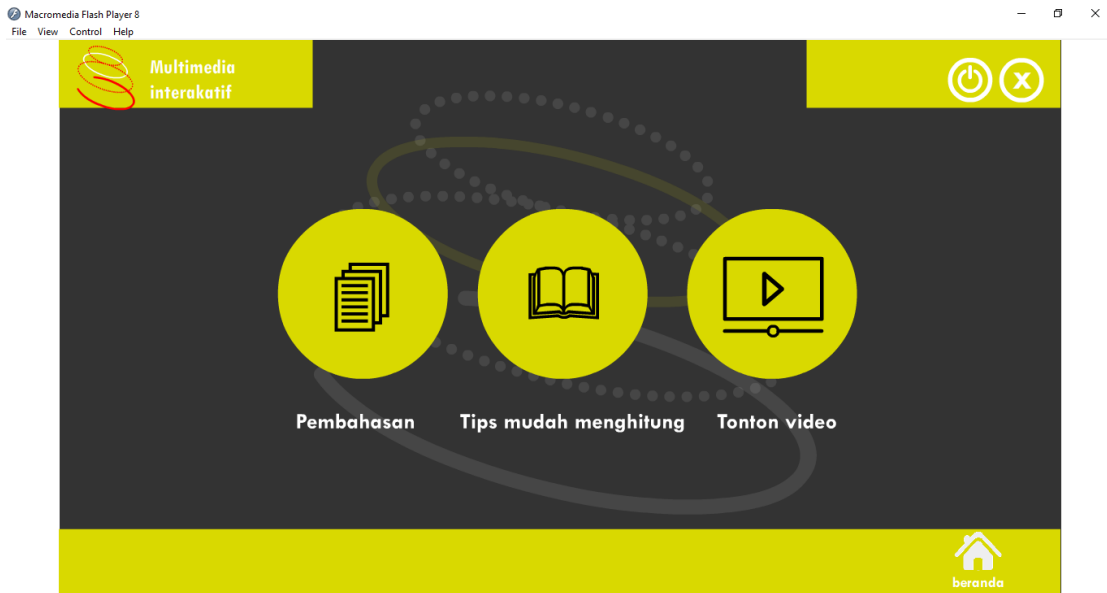 Macromedia Flash Player 8
File View Control Help
Multimedia
interakatif
X
Pembahasan
Tips mudah menghitung
Tonton video
beranda